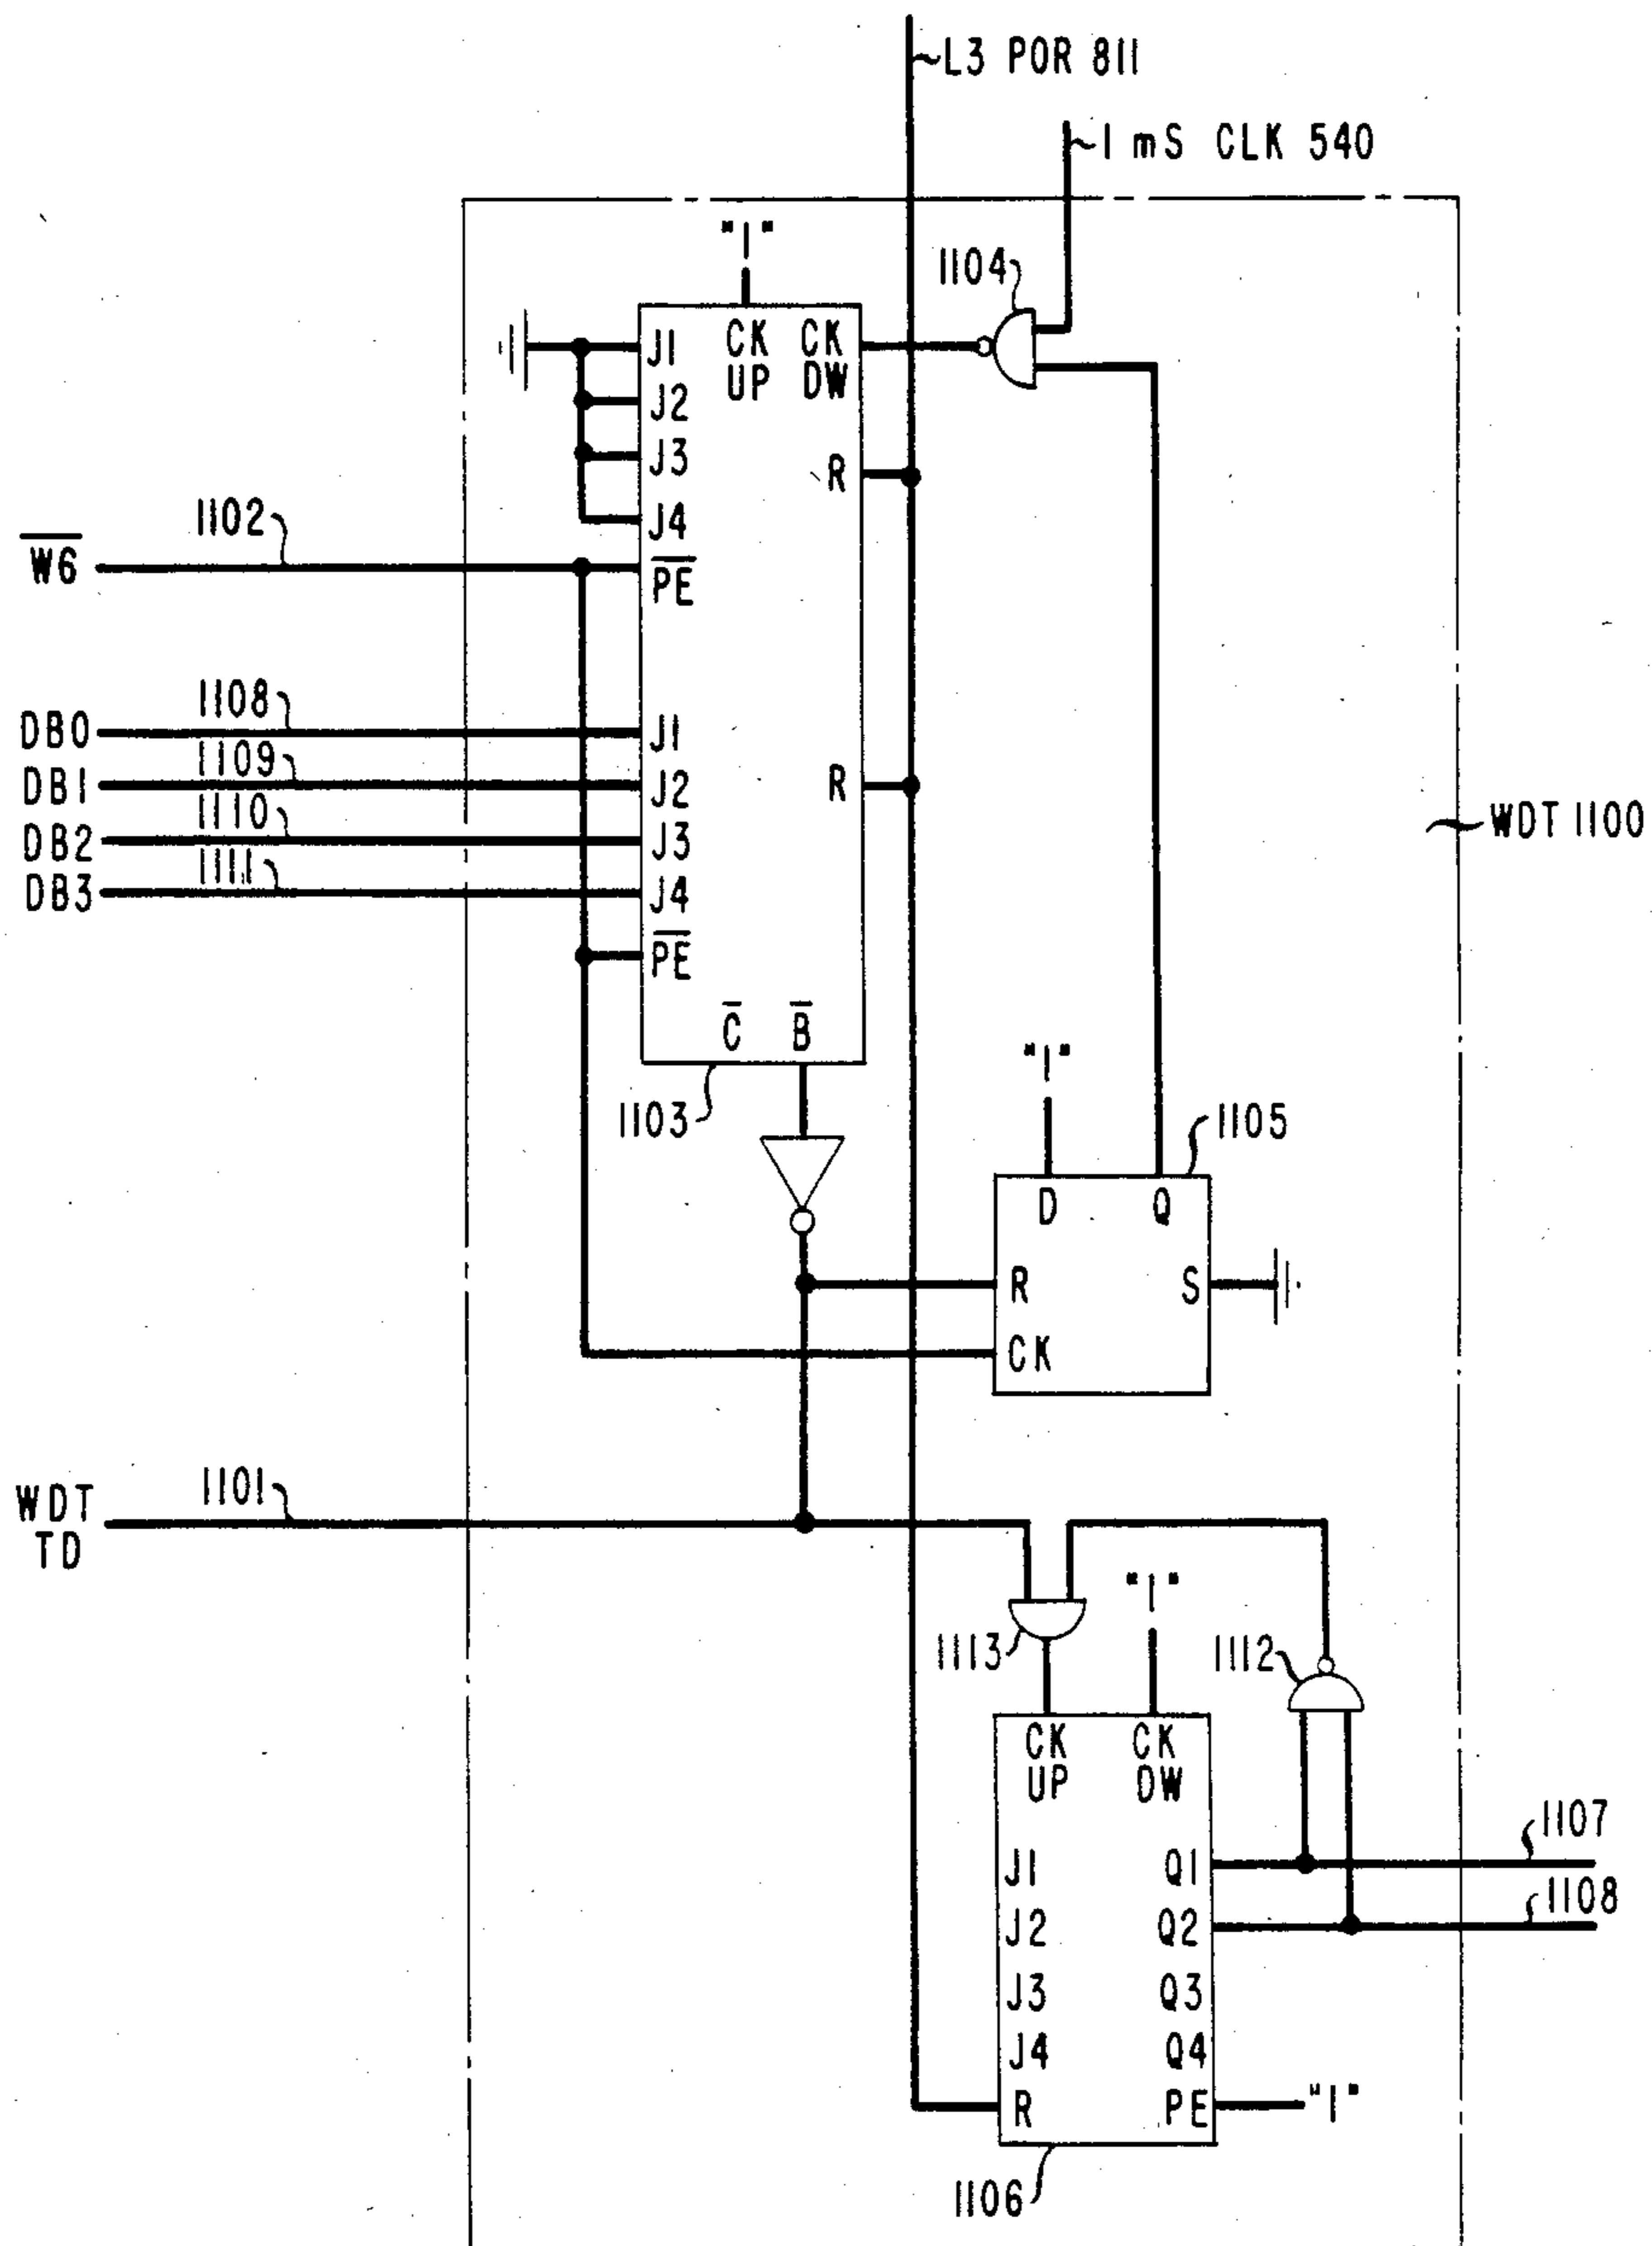 L3 POR 811
1 mS CLK 540
"1"
1104
J1 CK UP CK DW
J2
J3 R
J4
1102
W6
PE
1108
DB0 J1
1109
DB1 J2 R
1110
DB2 J3
WDT 1100
1111
DB3 J4
PE
C B
"1"
1103
1105
D Q
R S
CK
1101
WDT TD
"1"
1113
1112
CK UP CK DW
1107
J1 Q1
1108
J2 Q2
J3 Q3
J4 Q4
R PE "1"
1106